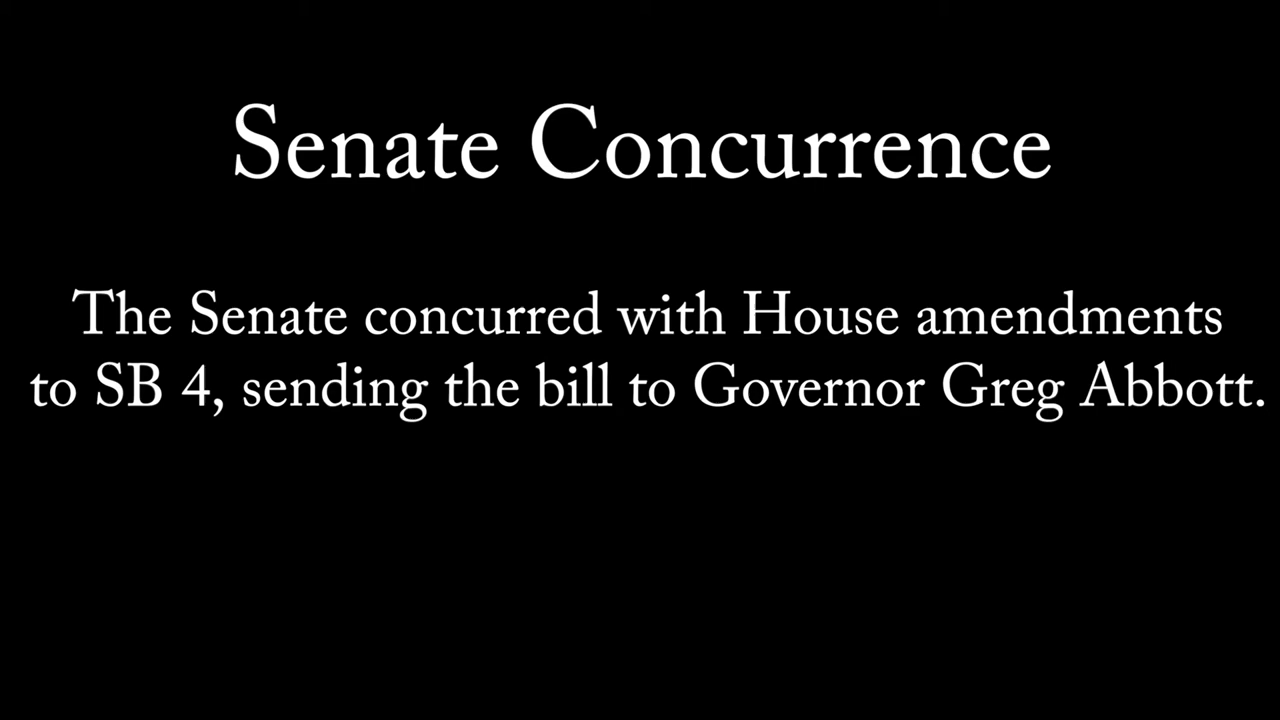 Senate Concurrence
The Senate concurred with House amendments
to SB 4, sending the bill to Governor Greg Abbott.